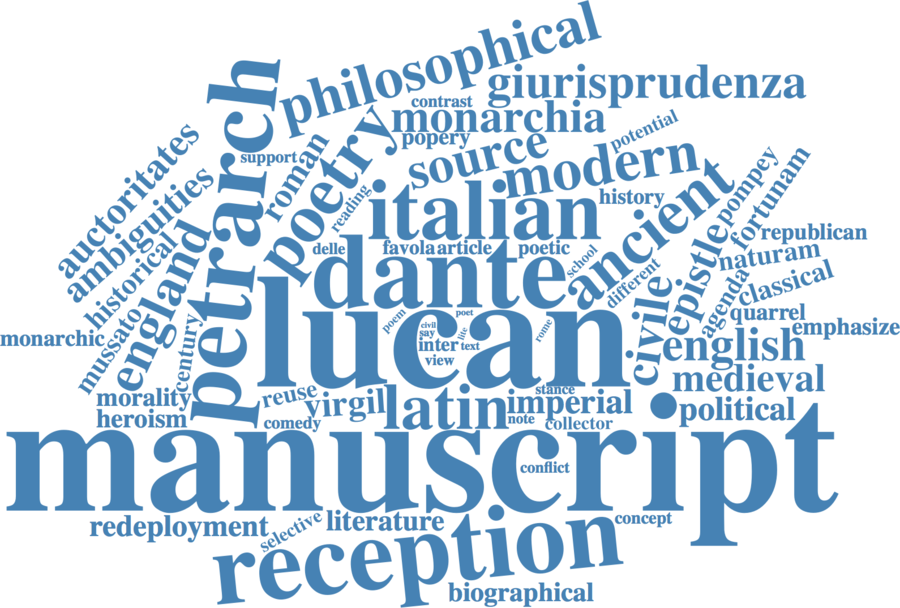 philosophical
giurisprudenza
contrast
monarchia
popery
potential
petrarch
support
roman
poetry
source
modern
auctoritates
ambiguities
historical
england
mussato
century
monarchic
reading
italian
history
ancient
pompey
fortunam
republican
delle
favola
article
poetic
school
different
dante
epistle
naturam
agenda
classical
quarrel
emphasize
lucan
poem
poet
civil
say
lite
inter
text
view
rome
civile
english
medieval
morality
heroism
reuse
virgil
comedy
latin
stance
imperial
note
collector
political
manuscript
conflict
redeployment
selective
literature
reception
concept
biographical